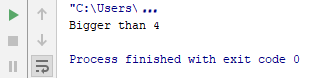 "C:\Users\ ...
Bigger than 4
Process finished with exit code 0